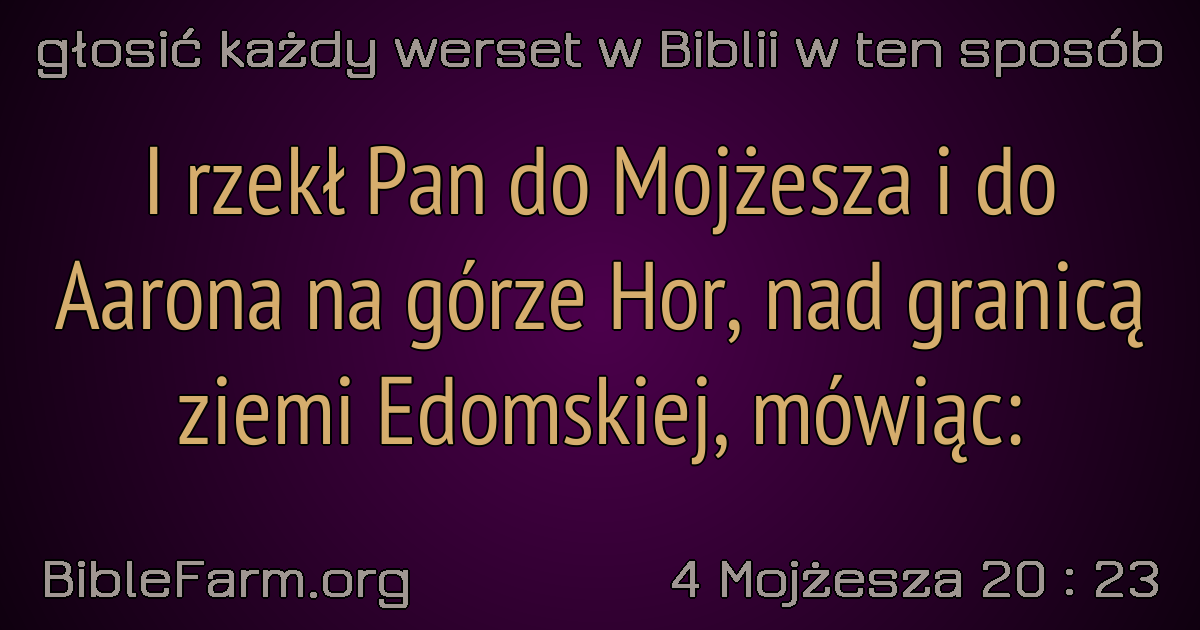 głosić każdy werset w Biblii w ten sposób
I rzekł Pan do Mojżesza i do
Aarona na górze Hor, nad granicą
ziemi Edomskiej, mówiąc:
BibleFarm.org
4 Mojżesza 20 : 23